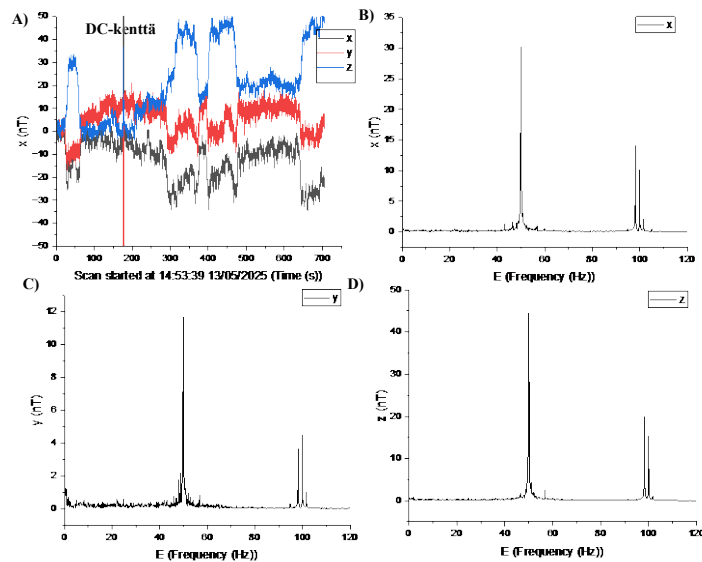 A)
DC-kenttä
x
y
z
x (nT)
50
40
30
20
10
0
-10
-20
-30
-40
-50
0 100 200 300 400 500 600 700
Scan started at 14:53:39 13/05/2025 (Time (s))
B)
x
x (nT)
35
30
25
20
15
10
5
0
0 20 40 60 80 100 120
E (Frequency (Hz))
C)
y
y (nT)
12
10
8
6
4
2
0
0 20 40 60 80 100 120
E (Frequency (Hz))
D)
z
z (nT)
50
40
30
20
10
0
0 20 40 60 80 100 120
E (Frequency (Hz))